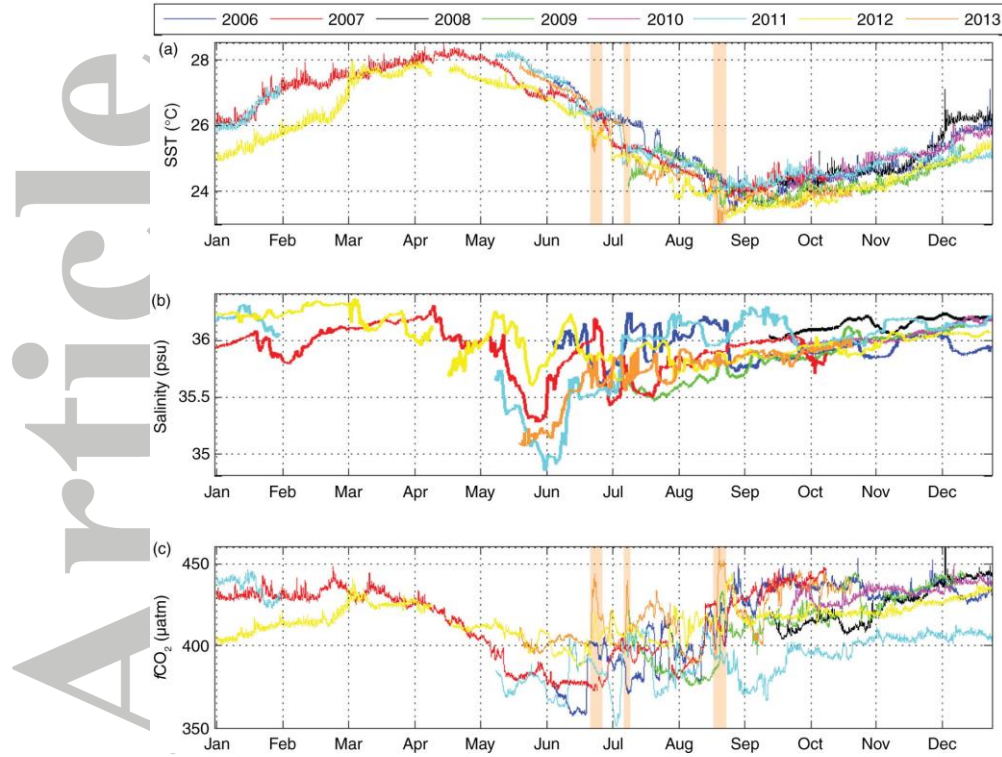 Article
2006 2007 2008 2009 2010 2011 2012 2013
(a)
28
26
24
SST (°C)
Jan Feb Mar Apr May Jun Jul Aug Sep Oct Nov Dec
(b)
36
35.5
35
Salinity (psu)
Jan Feb Mar Apr May Jun Jul Aug Sep Oct Nov Dec
(c)
450
400
350
fCO₂ (µatm)
Jan Feb Mar Apr May Jun Jul Aug Sep Oct Nov Dec